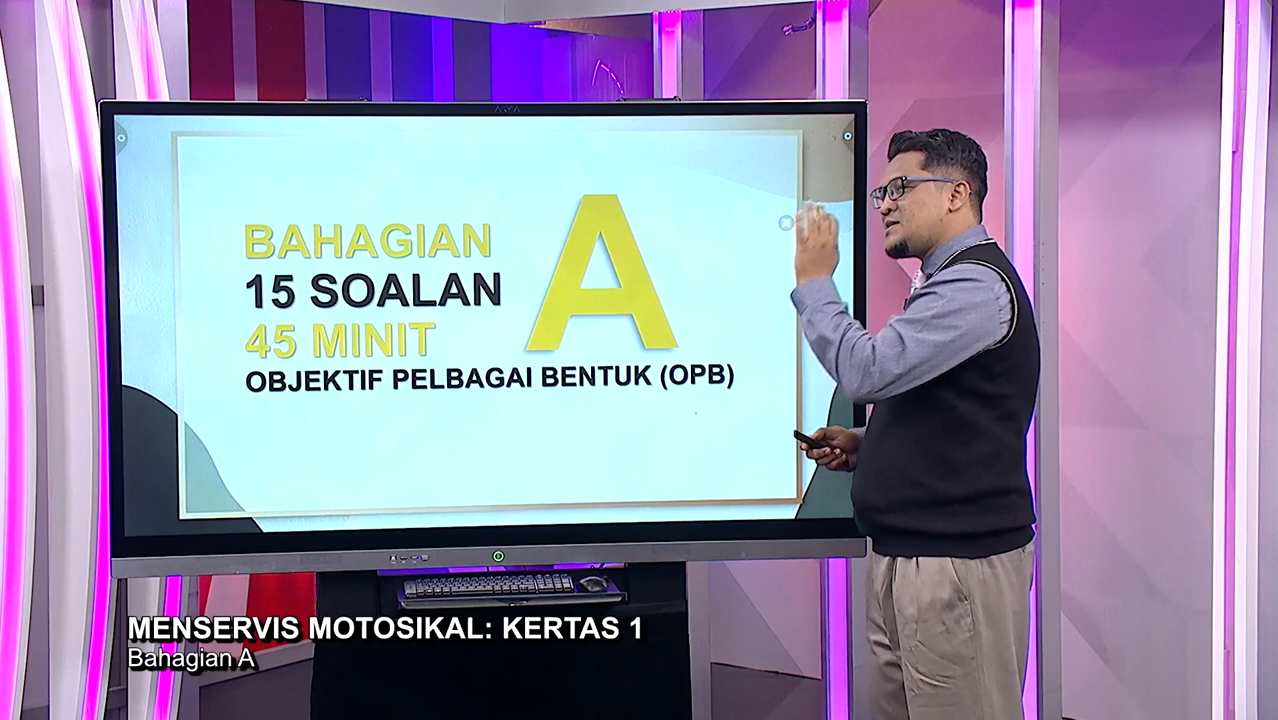 BAHAGIAN
15 SOALAN
45 MINIT
A
OBJEKTIF PELBAGAI BENTUK (OPB)
MENSERVIS MOTOSIKAL: KERTAS 1
Bahagian A